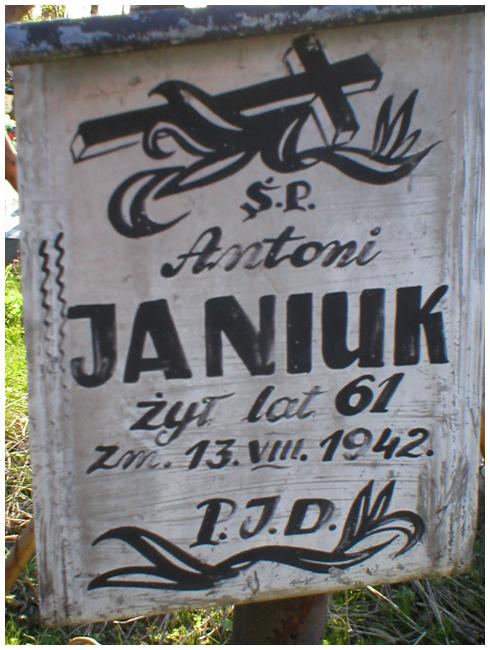 Ś.P.
Antoni
JANIUK
żył lat 61
zm. 13.VIII.1942.
P.J.D.